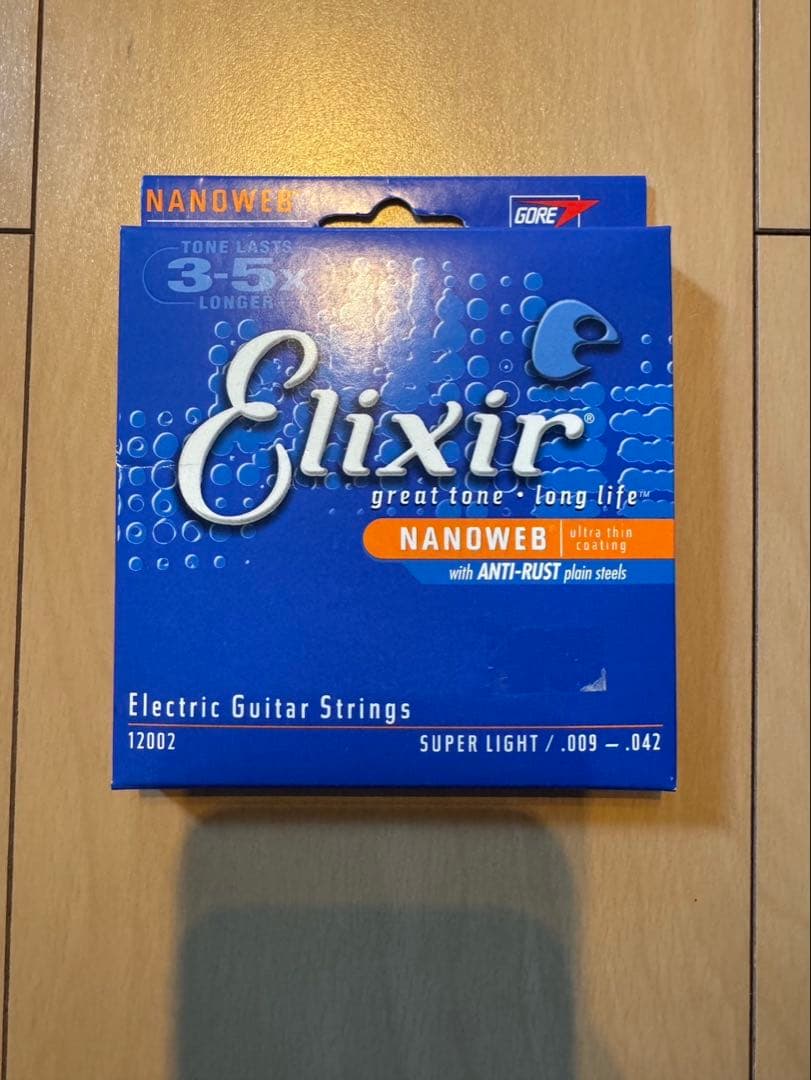 NANOWEB
GORE
TONE LASTS
3-5x
LONGER
Elixir®
great tone · long life™
NANOWEB | ultra thin
coating
with ANTI-RUST plain steels
Electric Guitar Strings
12002
SUPER LIGHT / .009 – .042